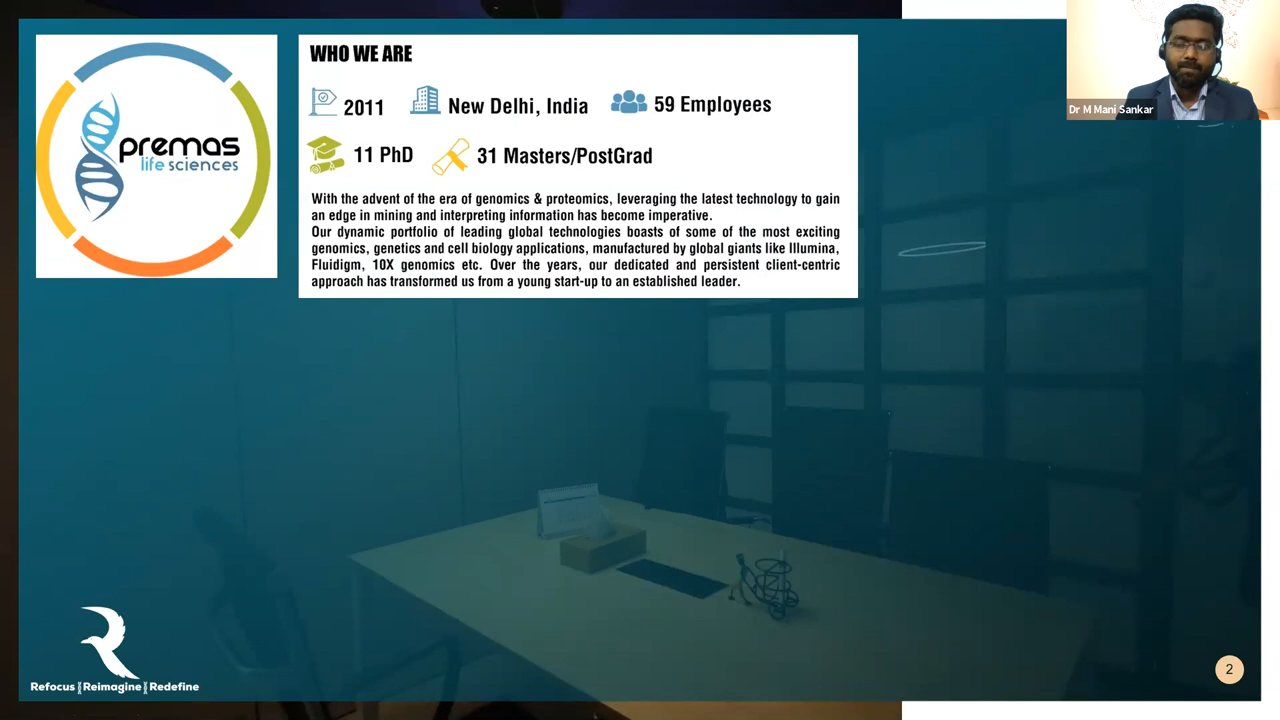 premas
life sciences
WHO WE ARE
2011
New Delhi, India
59 Employees
11 PhD
31 Masters/PostGrad
With the advent of the era of genomics & proteomics, leveraging the latest technology to gain
an edge in mining and interpreting information has become imperative.
Our dynamic portfolio of leading global technologies boasts of some of the most exciting
genomics, genetics and cell biology applications, manufactured by global giants like Illumina,
Fluidigm, 10X genomics etc. Over the years, our dedicated and persistent client-centric
approach has transformed us from a young start-up to an established leader.
Dr M Mani Sankar
Refocus Reimagine Redefine
2